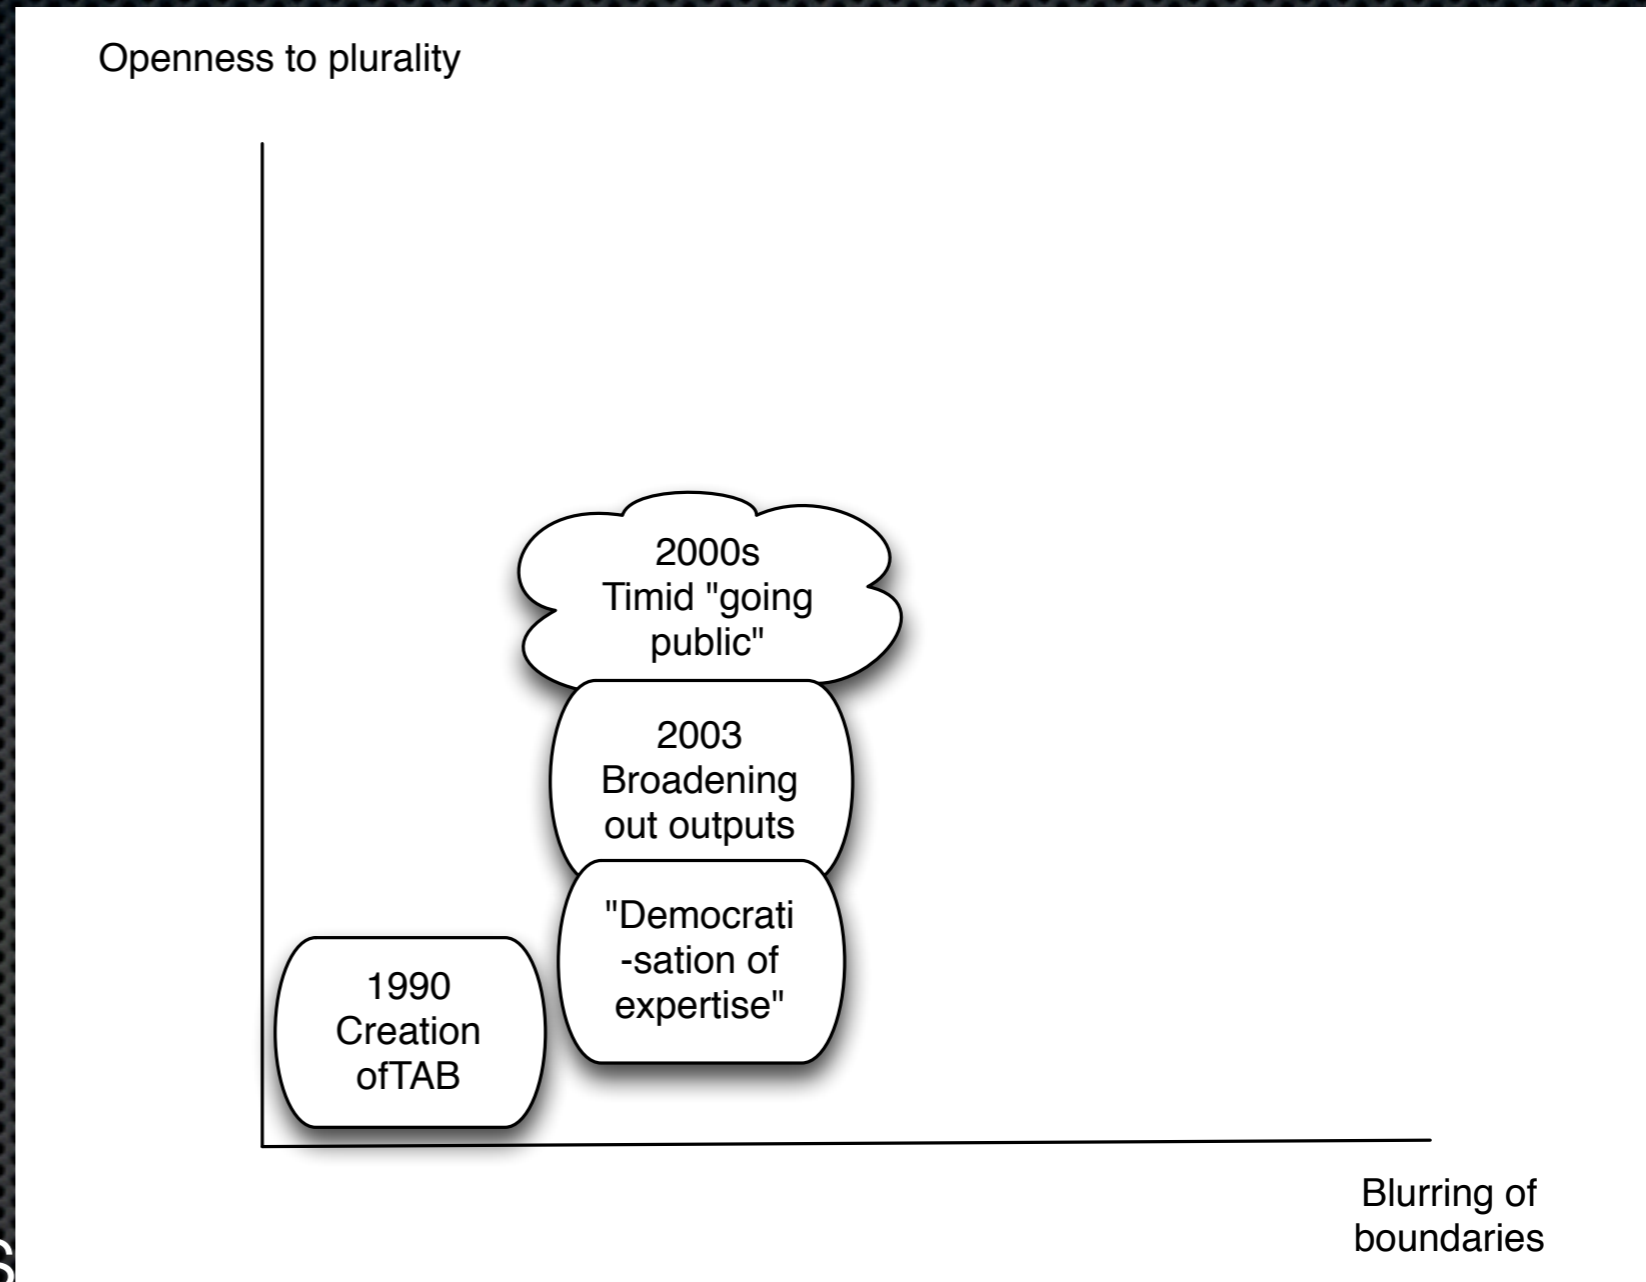 Openness to plurality
2000s
Timid "going
public"
2003
Broadening
out outputs
"Democrati
-sation of
expertise"
1990
Creation
ofTAB
Blurring of
boundaries